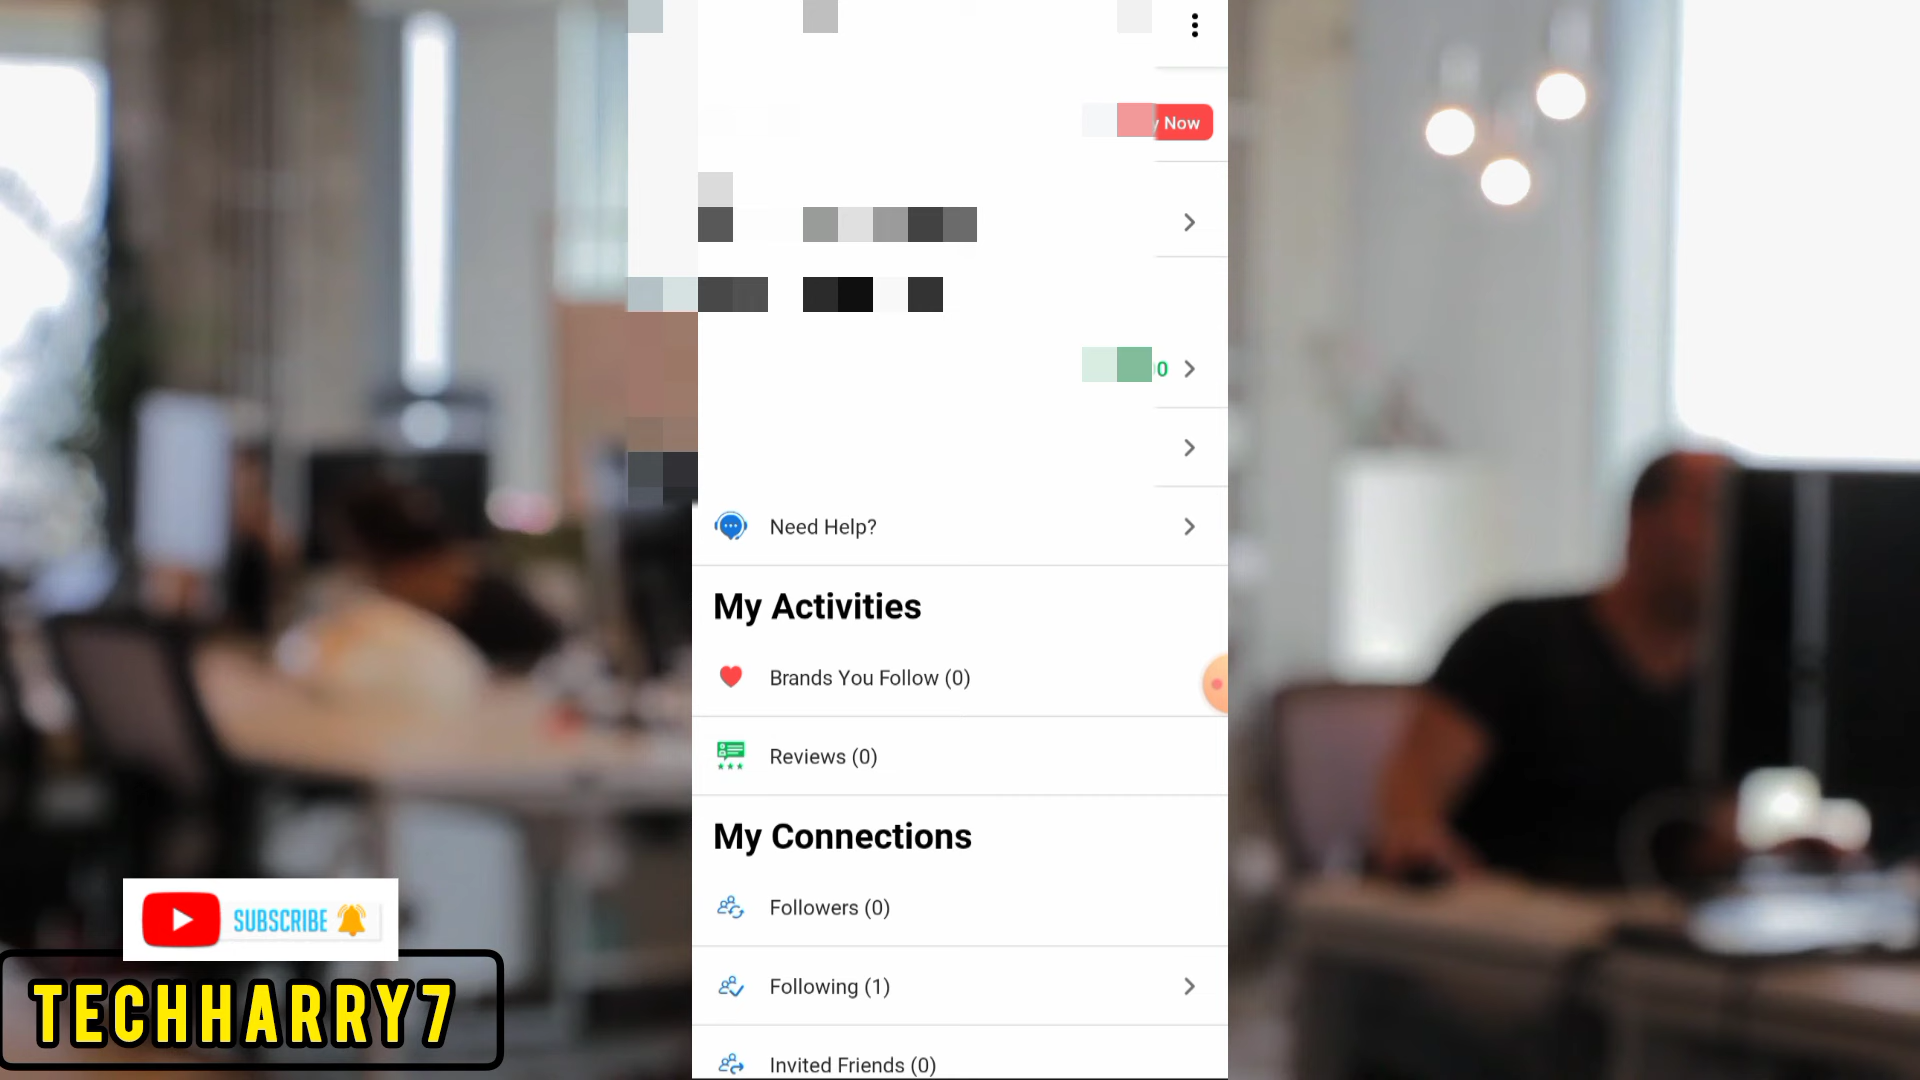 Now
0
Need Help?
My Activities
Brands You Follow (0)
Reviews (0)
My Connections
Followers (0)
Following (1)
Invited Friends (0)
SUBSCRIBE
TECHHARRY7